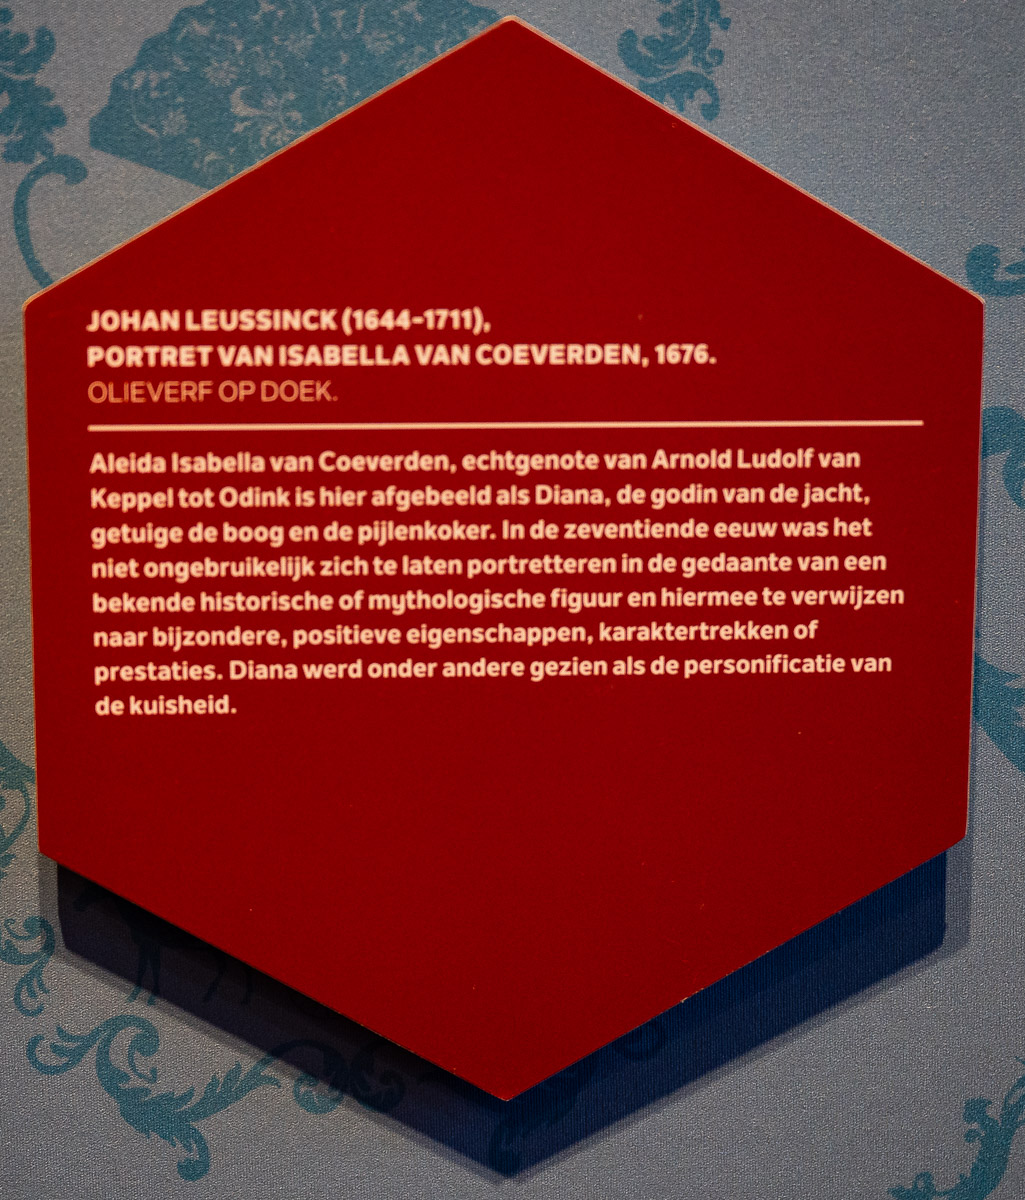 JOHAN LEUSSINCK (1644-1711),
PORTRET VAN ISABELLA VAN COEVERDEN, 1676.
OLIEVERF OP DOEK.
Aleida Isabella van Coeverden, echtgenote van Arnold Ludolf van
Keppel tot Odink is hier afgebeeld als Diana, de godin van de jacht,
getuige de boog en de pijlenkoker. In de zeventiende eeuw was het
niet ongebruikelijk zich te laten portretteren in de gedaante van een
bekende historische of mythologische figuur en hiermee te verwijzen
naar bijzondere, positieve eigenschappen, karaktertrekken of
prestaties. Diana werd onder andere gezien als de personificatie van
de kuisheid.